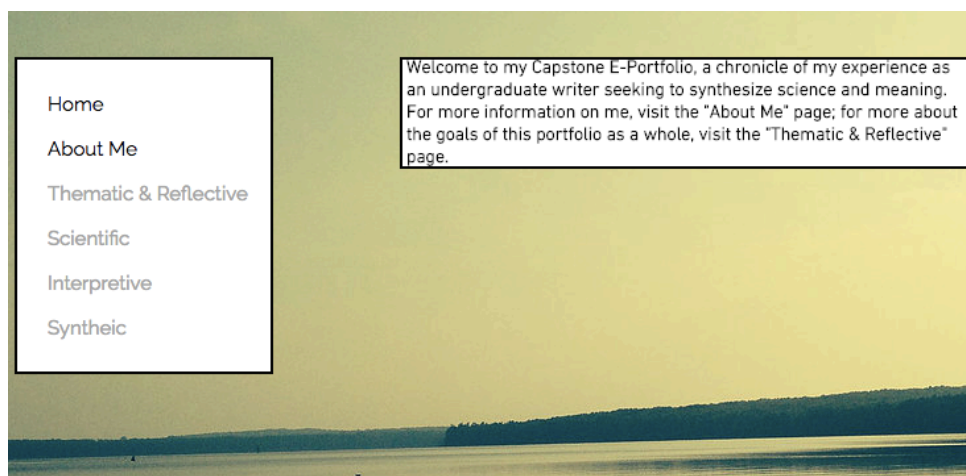 Home
About Me
Thematic & Reflective
Scientific
Interpretive
Syntheic
Welcome to my Capstone E-Portfolio, a chronicle of my experience as
an undergraduate writer seeking to synthesize science and meaning.
For more information on me, visit the "About Me" page; for more about
the goals of this portfolio as a whole, visit the "Thematic & Reflective"
page.